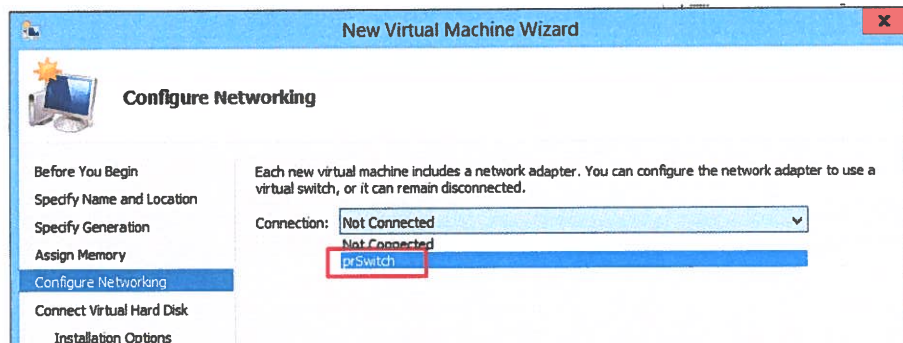 New Virtual Machine Wizard
Configure Networking
Before You Begin
Specify Name and Location
Specify Generation
Assign Memory
Configure Networking
Connect Virtual Hard Disk
Installation Options
Each new virtual machine includes a network adapter. You can configure the network adapter to use a
virtual switch, or it can remain disconnected.
Connection: Not Connected
Not Connected
prSwitch